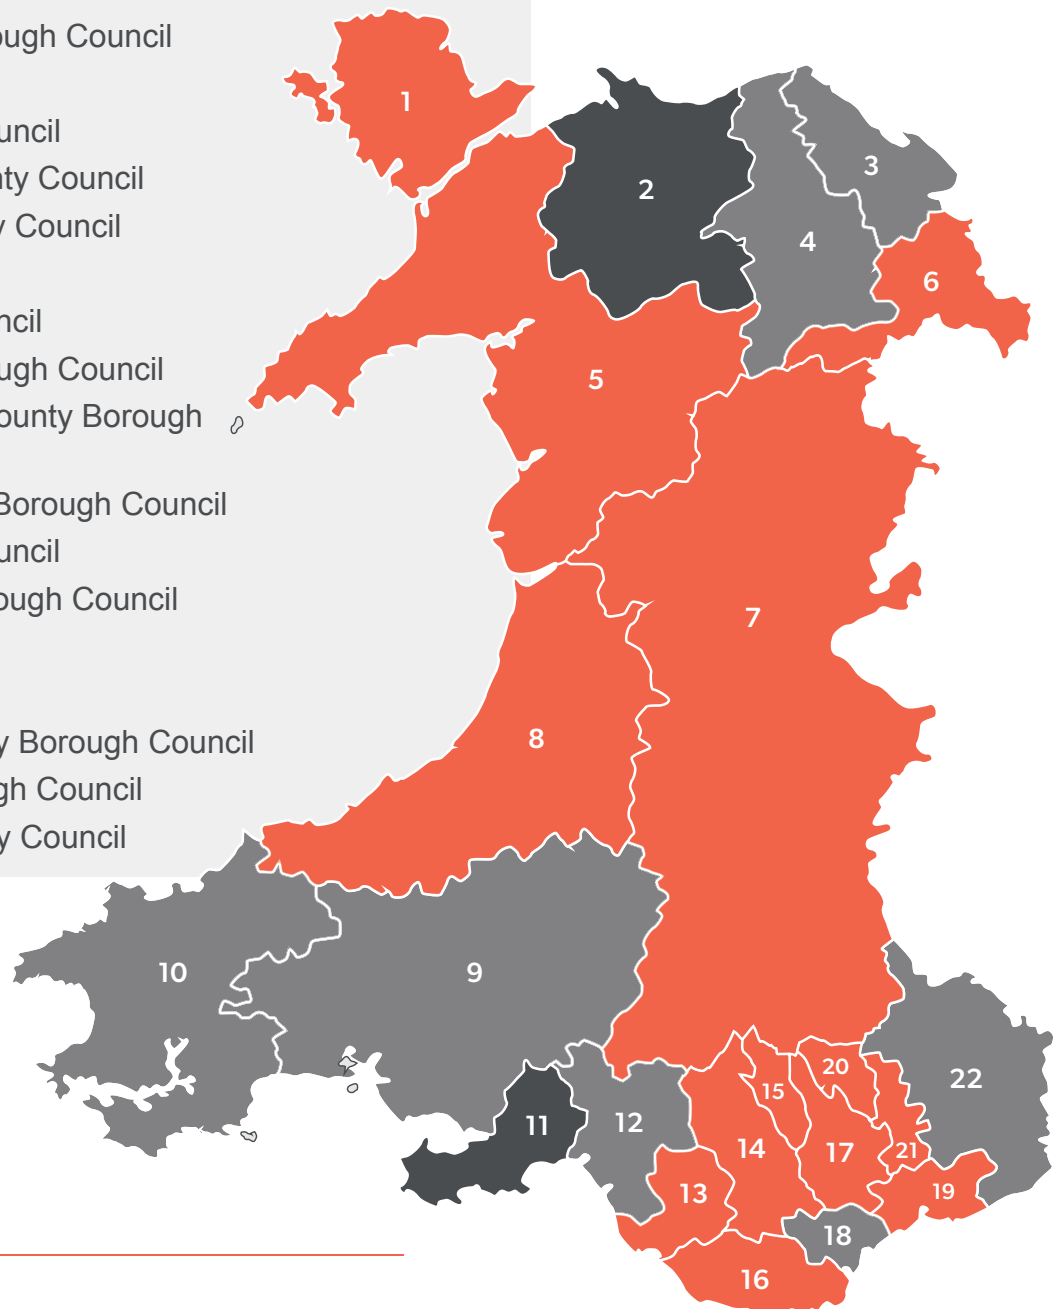 ough Council
uncil
nty Council
y Council
ncil
ugh Council
ounty Borough
Borough Council
uncil
ough Council
y Borough Council
gh Council
y Council
1
2
3
4
6
5
7
8
10
9
11
12
13
14
15
20
17
21
22
19
18
16